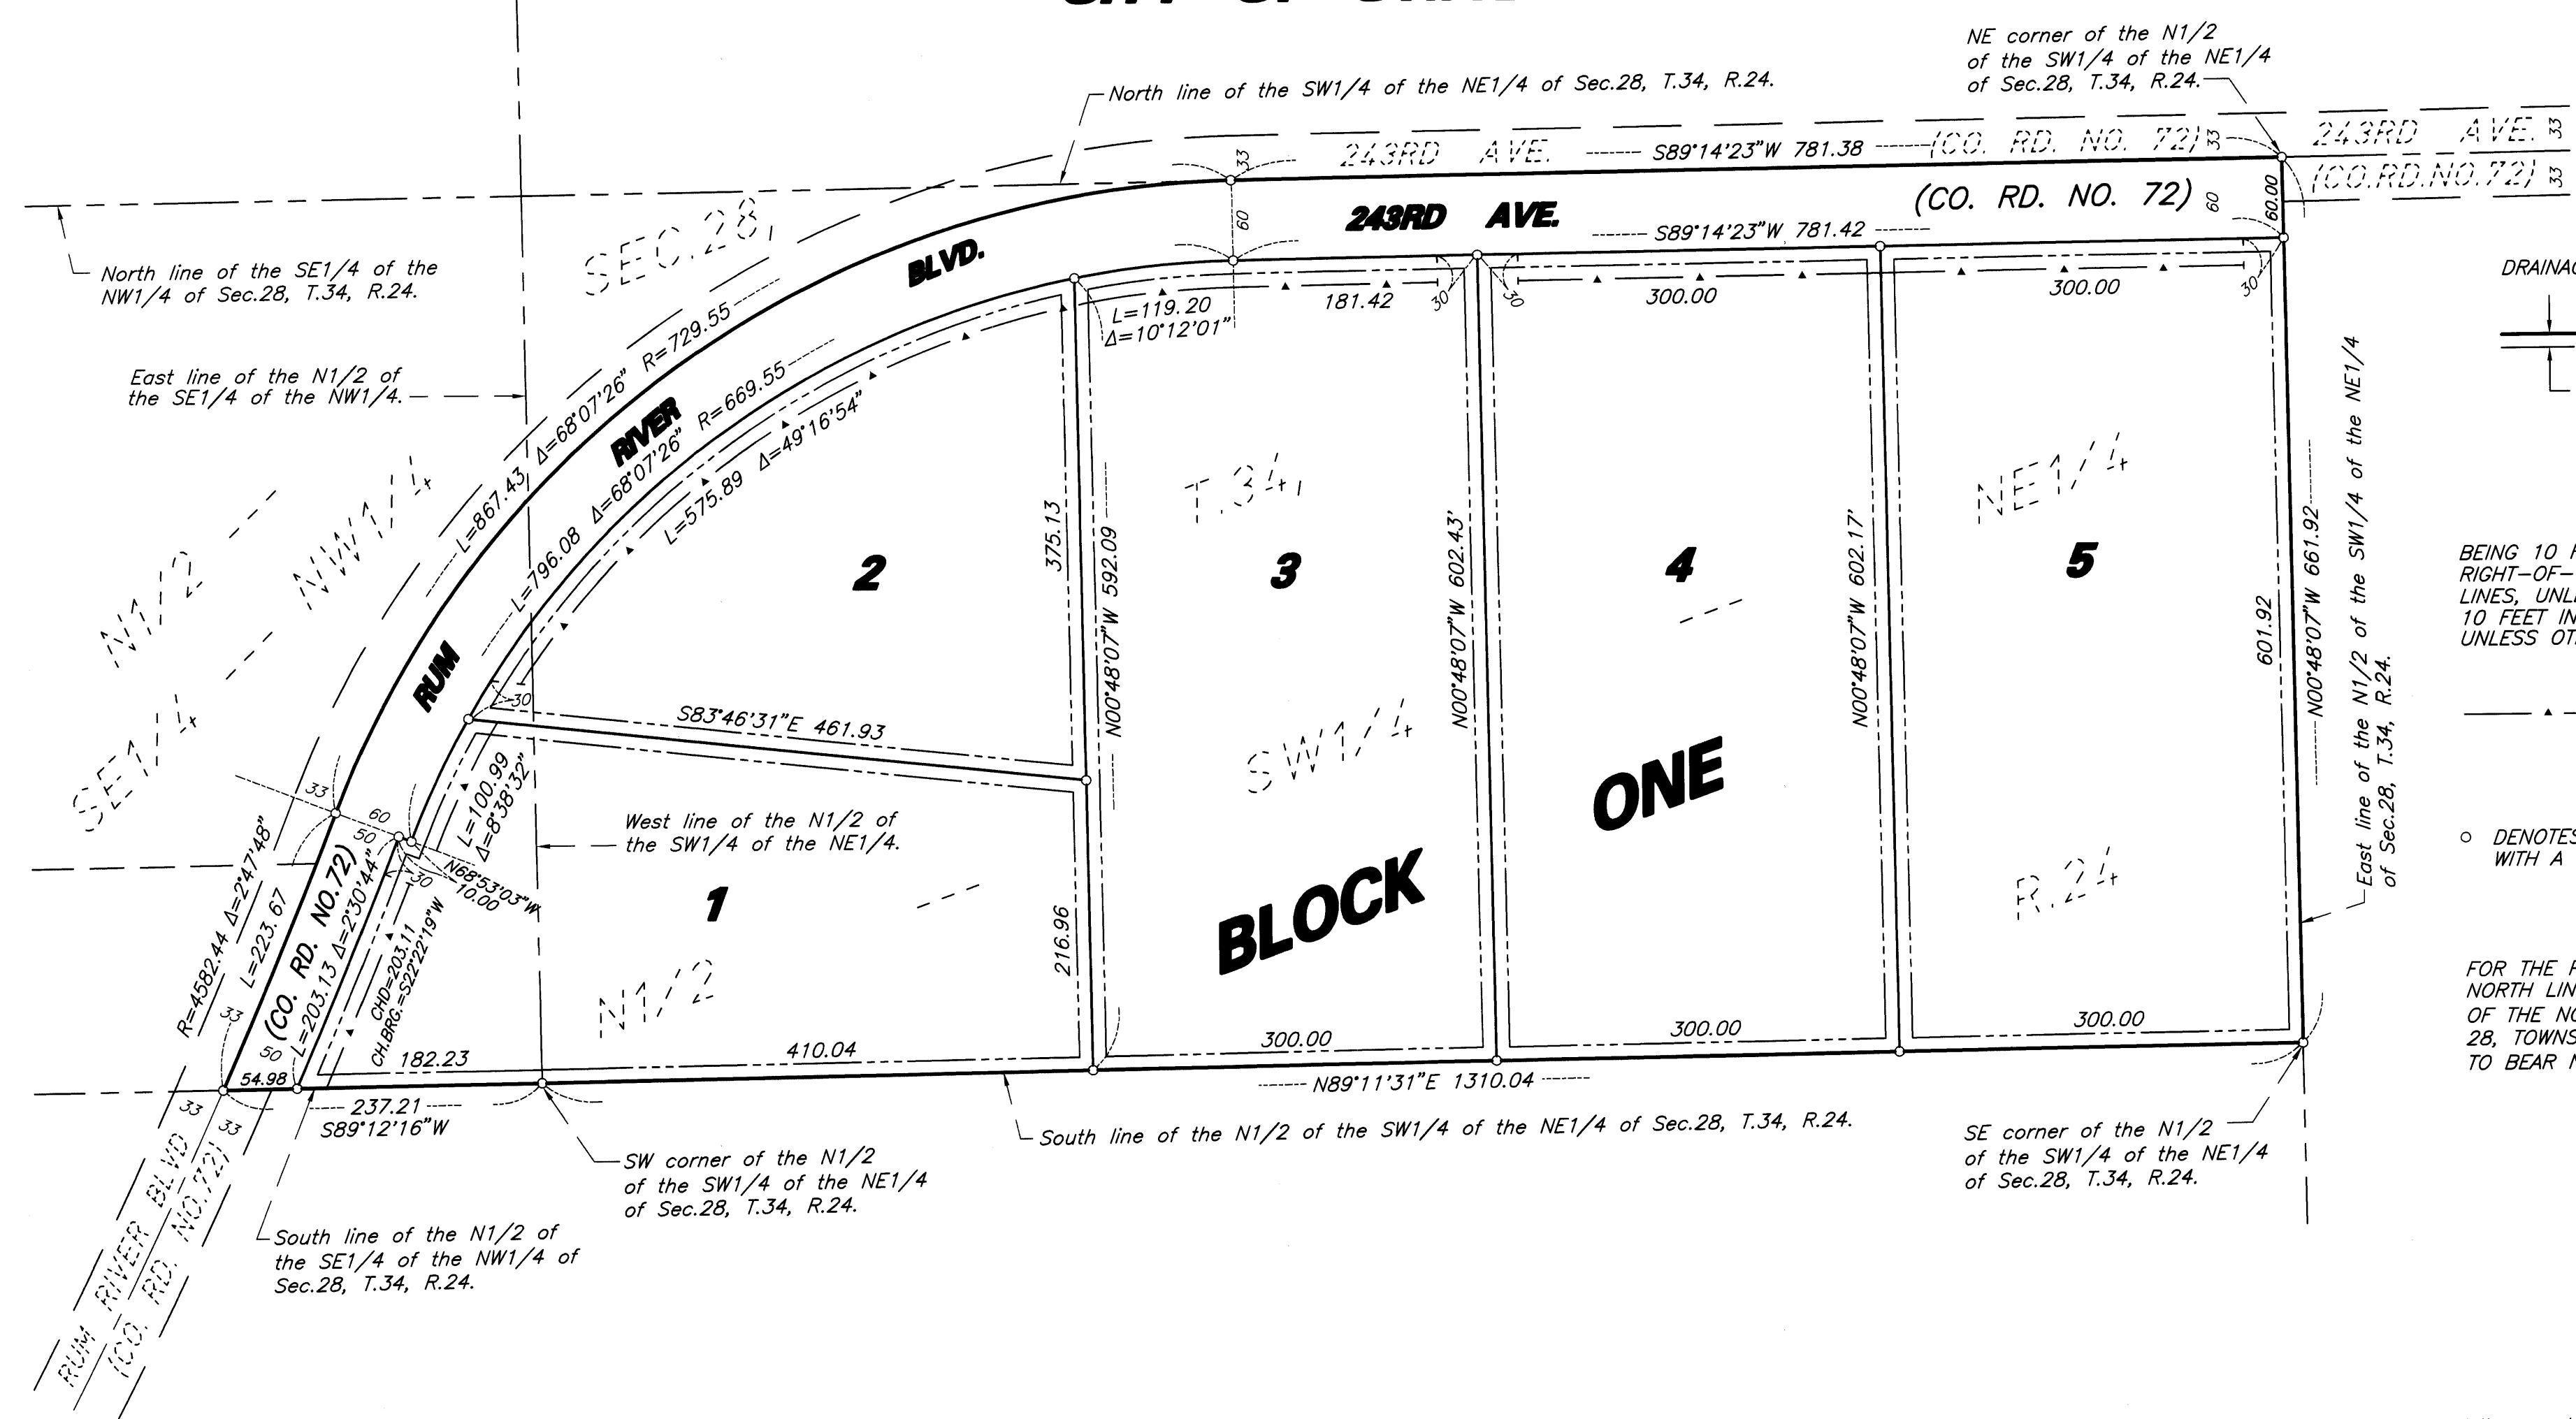 NE corner of the N1/2
of the SW1/4 of the NE1/4
of Sec.28, T.34, R.24.
North line of the SW1/4 of the NE1/4 of Sec.28, T.34, R.24.
243RD AVE.
S89°14'23"W 781.38
(CO. RD. NO. 72)
33
33
243RD AVE.
33
(CO.RD.NO.72)
33
SEC.28,
North line of the SE1/4 of the
NW1/4 of Sec.28, T.34, R.24.
BLVD.
60
243RD AVE.
(CO. RD. NO. 72)
60
60.00
S89°14'23"W 781.42
East line of the N1/2 of
the SE1/4 of the NW1/4.
L=119.20
Δ=10°12'01"
181.42
30
30
300.00
300.00
30
L=867.43 Δ=68°07'26" R=729.55
RIVER
L=796.08 Δ=68°07'26" R=669.55
L=575.89 Δ=49°16'54"
N1/2
NW1/4
SE1/4
RUM
2
375.13
N00°48'07"W 592.09
T.34,
3
N00°48'07"W 602.43'
4
N00°48'07"W 602.17'
NE1/4
5
601.92
N00°48'07"W 661.92
East line of the N1/2 of the SW1/4 of the NE1/4
of Sec.28, T.34, R.24.
BEING 10
RIGHT-OF-
LINES,
10 FEET IN
30
S83°46'31"E 461.93
SW1/4
ONE
BLOCK
R.24
33
60
50
L=100.99
Δ=8°38'32"
30
N68°53'03"W
10.00
West line of the N1/2 of
the SW1/4 of the NE1/4.
1
216.96
N1/2
R=4582.44 Δ=2°47'48"
L=223.67
(CO. RD. NO.72)
L=203.13 Δ=2°30'44"
CHD=203.11
CH.BRG.=S22°22'19"W
33
50
54.98
182.23
410.04
300.00
300.00
300.00
237.21
S89°12'16"W
N89°11'31"E 1310.04
33
33
South line of the N1/2 of the SW1/4 of the NE1/4 of Sec.28, T.34, R.24.
SW corner of the N1/2
of the SW1/4 of the NE1/4
of Sec.28, T.34, R.24.
SE corner of the N1/2
of the SW1/4 of the NE1/4
of Sec.28, T.34, R.24.
South line of the N1/2 of
the SE1/4 of the NW1/4 of
Sec.28, T.34, R.24.
RUM RIVER BLVD
(CO. RD. NO.72)
DENOTES
WITH A
FOR THE
NORTH
OF THE
28,
TO BEAR